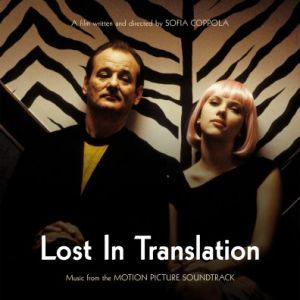 A film written and directed by SOFIA COPPOLA
Lost In Translation
Music from the MOTION PICTURE SOUNDTRACK